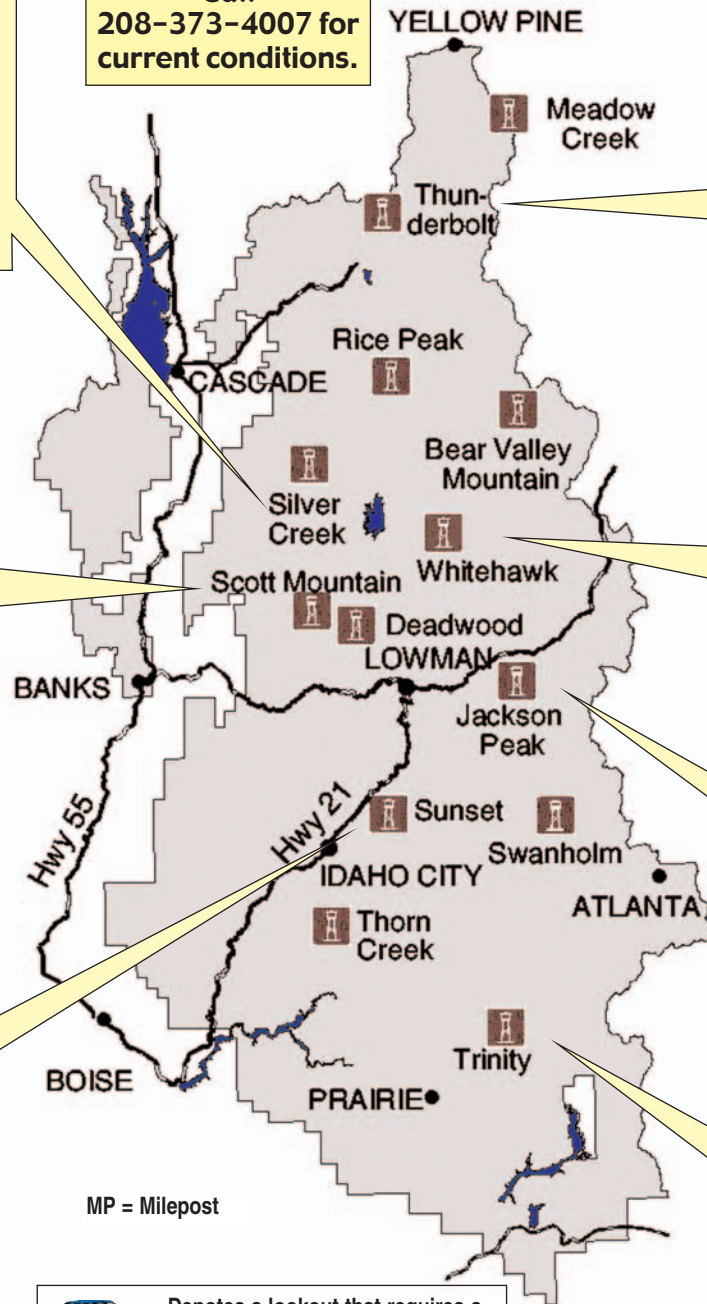 208-373-4007 for
current conditions.
YELLOW PINE
Meadow
Creek
Thun-
derbolt
Rice Peak
CASCADE
Bear Valley
Mountain
Silver
Creek
Whitehawk
Scott Mountain
Deadwood
LOWMAN
BANKS
Jackson
Peak
Hwy 55
Hwy 21
Sunset
Swanholm
IDAHO CITY
ATLANTA
Thorn
Creek
Trinity
BOISE
PRAIRIE
MP = Milepost
Denotes a lookout that requires a